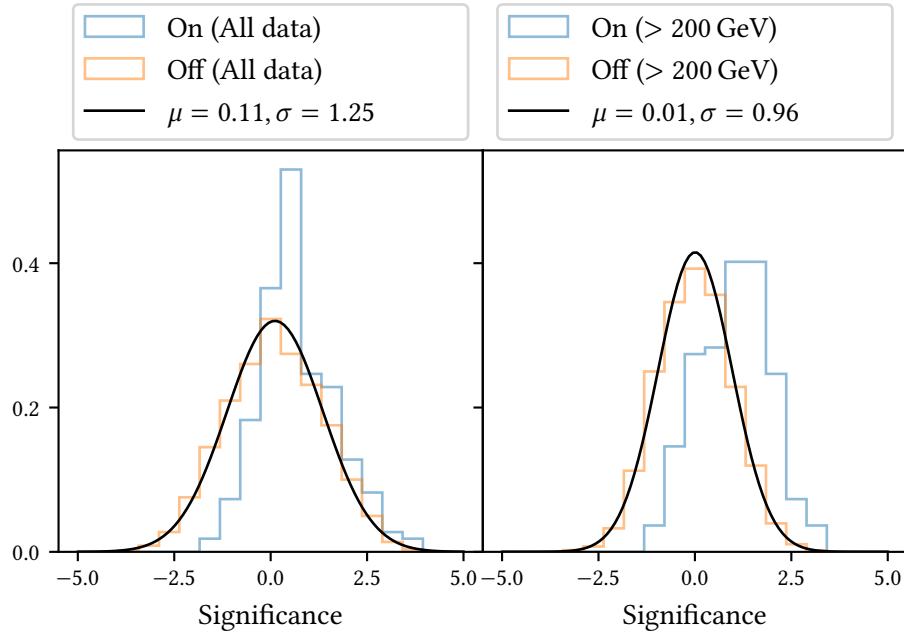 On (All data)
Off (All data)
μ = 0.11, σ = 1.25
On (> 200 GeV)
Off (> 200 GeV)
μ = 0.01, σ = 0.96
0.4
0.2
0.0
−5.0 −2.5 0.0 2.5 5.0
−5.0 −2.5 0.0 2.5 5.0
Significance
Significance